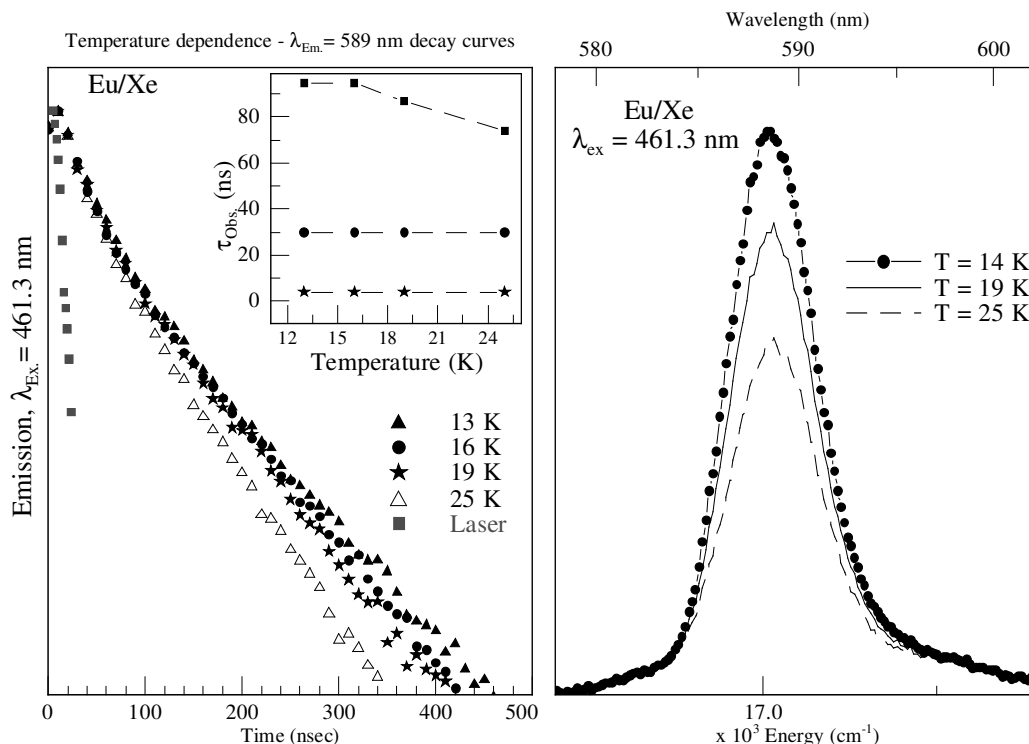 Temperature dependence - λEm.= 589 nm decay curves
Eu/Xe
90
60
30
0
τObs. (ns)
12 15 18 21 24
Temperature (K)
13 K
16 K
19 K
25 K
Laser
Emission, λEx. = 461.3 nm
0 100 200 300 400 500
Time (nsec)
Wavelength (nm)
580 590 600
Eu/Xe
λex = 461.3 nm
T = 14 K
T = 19 K
T = 25 K
17.0
x 10³ Energy (cm⁻¹)